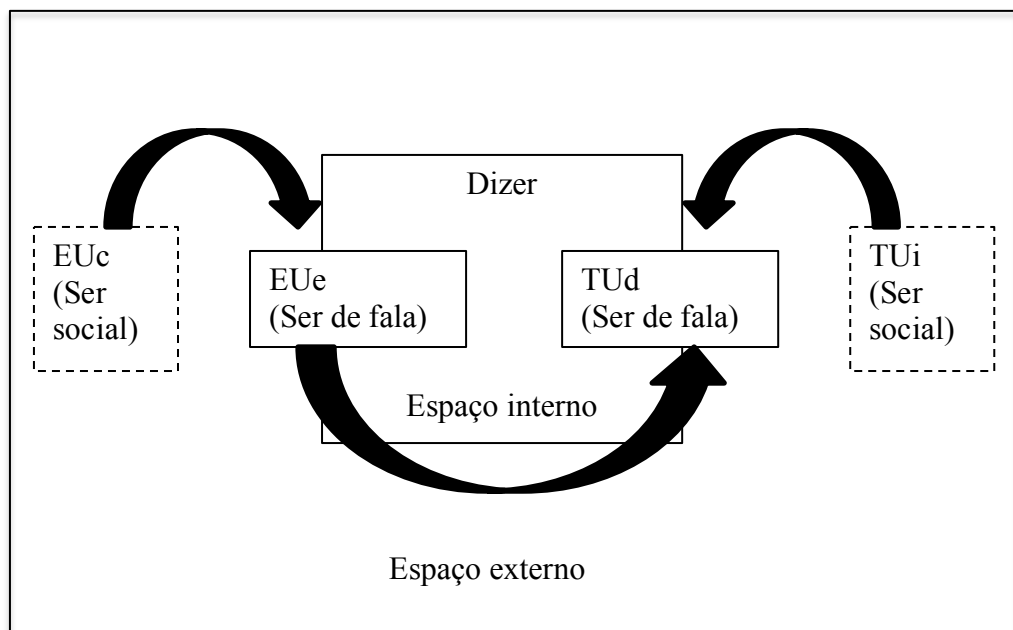 Dizer
EUc
(Ser
social)
EUe
(Ser de fala)
TUd
(Ser de fala)
TUi
(Ser
social)
Espaço interno
Espaço externo